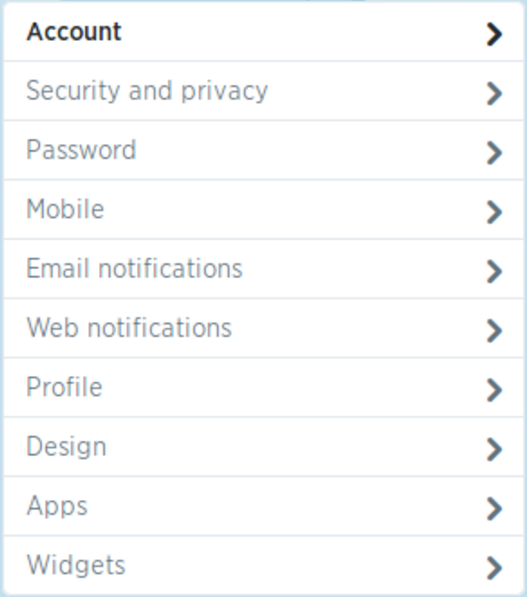 Account
Security and privacy
Password
Mobile
Email notifications
Web notifications
Profile
Design
Apps
Widgets